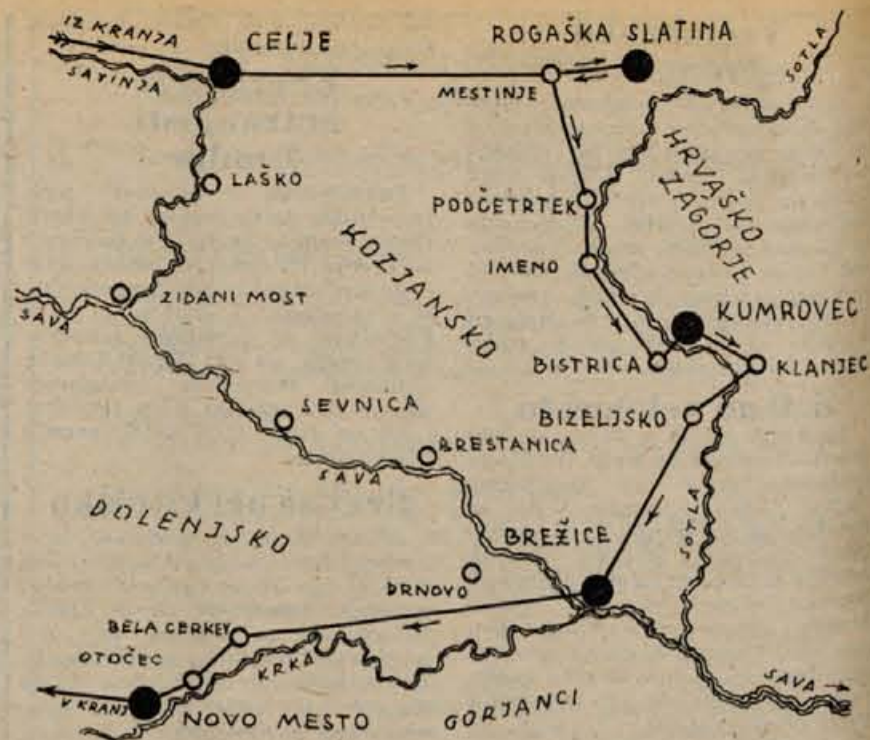 IZ KRANJA
CELJE
ROGAŠKA SLATINA
SAVINJA
MESTINJE
SOTLA
LAŠKO
HRVAŠKO
ZAGORJE
PODČETRTEK
KOZJANSKO
IMENO
ZIDANI MOST
SAVA
KUMROVEC
BISTRICA
KLANJEC
SEVNICA
BIZELJSKO
BRESTANICA
SAVA
SOTLA
DOLENJSKO
BREŽICE
DRNOVO
BELA CERKEV
OTOČEC
KRKA
SAVA
V KRANJ
NOVO MESTO
GORJANCI